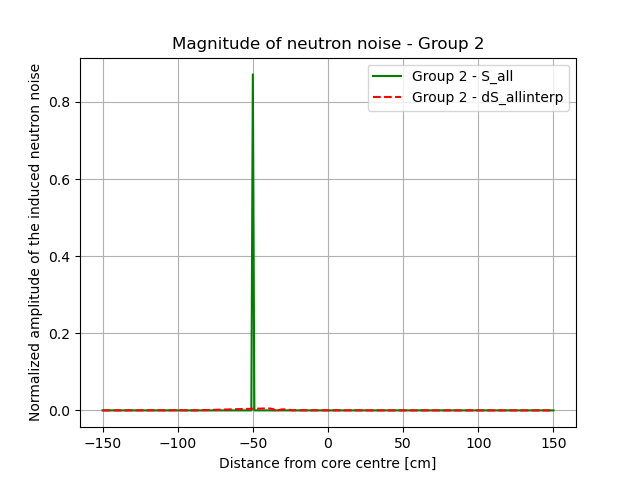 Magnitude of neutron noise - Group 2
Group 2 - S_all
Group 2 - dS_allinterp
Normalized amplitude of the induced neutron noise
0.8
0.6
0.4
0.2
0.0
−150
−100
−50
0
50
100
150
Distance from core centre [cm]